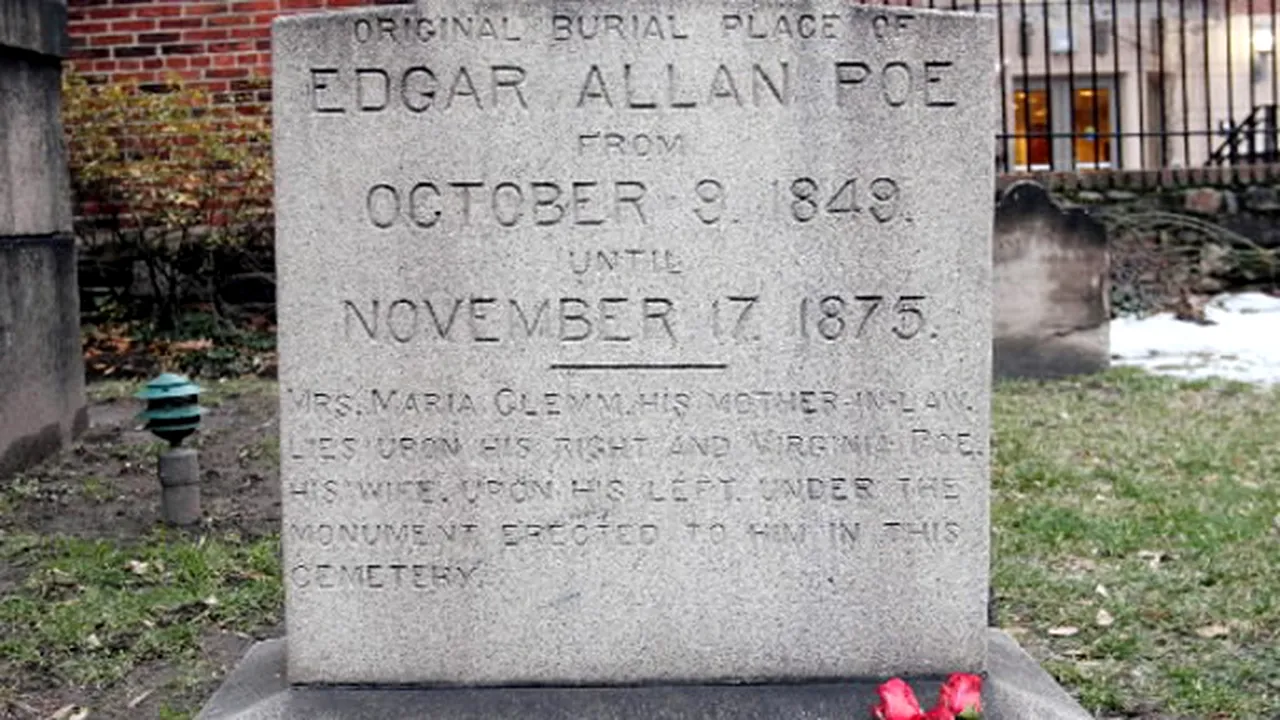 ORIGINAL BURIAL PLACE OF
EDGAR ALLAN POE
FROM
OCTOBER 9. 1849.
UNTIL
NOVEMBER 17. 1875.
MRS. MARIA CLEMM, HIS MOTHER-IN-LAW,
LIES UPON HIS RIGHT AND VIRGINIA POE,
HIS WIFE, UPON HIS LEFT, UNDER THE
MONUMENT ERECTED TO HIM IN THIS
CEMETERY.